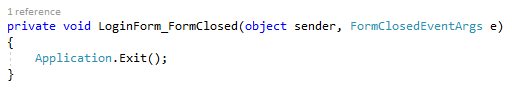 1 reference
private void LoginForm_FormClosed(object sender, FormClosedEventArgs e)
{
    Application.Exit();
}